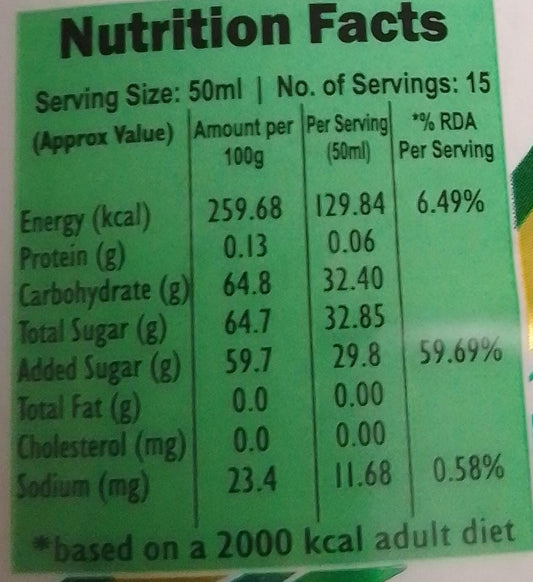 Nutrition Facts
Serving Size: 50ml | No. of Servings: 15
(Approx Value) Amount per 100g Per Serving (50ml) *% RDA Per Serving
Energy (kcal) 259.68 129.84 6.49%
Protein (g) 0.13 0.06
Carbohydrate (g) 64.8 32.40
Total Sugar (g) 64.7 32.85
Added Sugar (g) 59.7 29.8 59.69%
Total Fat (g) 0.0 0.00
Cholesterol (mg) 0.0 0.00
Sodium (mg) 23.4 11.68 0.58%
*based on a 2000 kcal adult diet